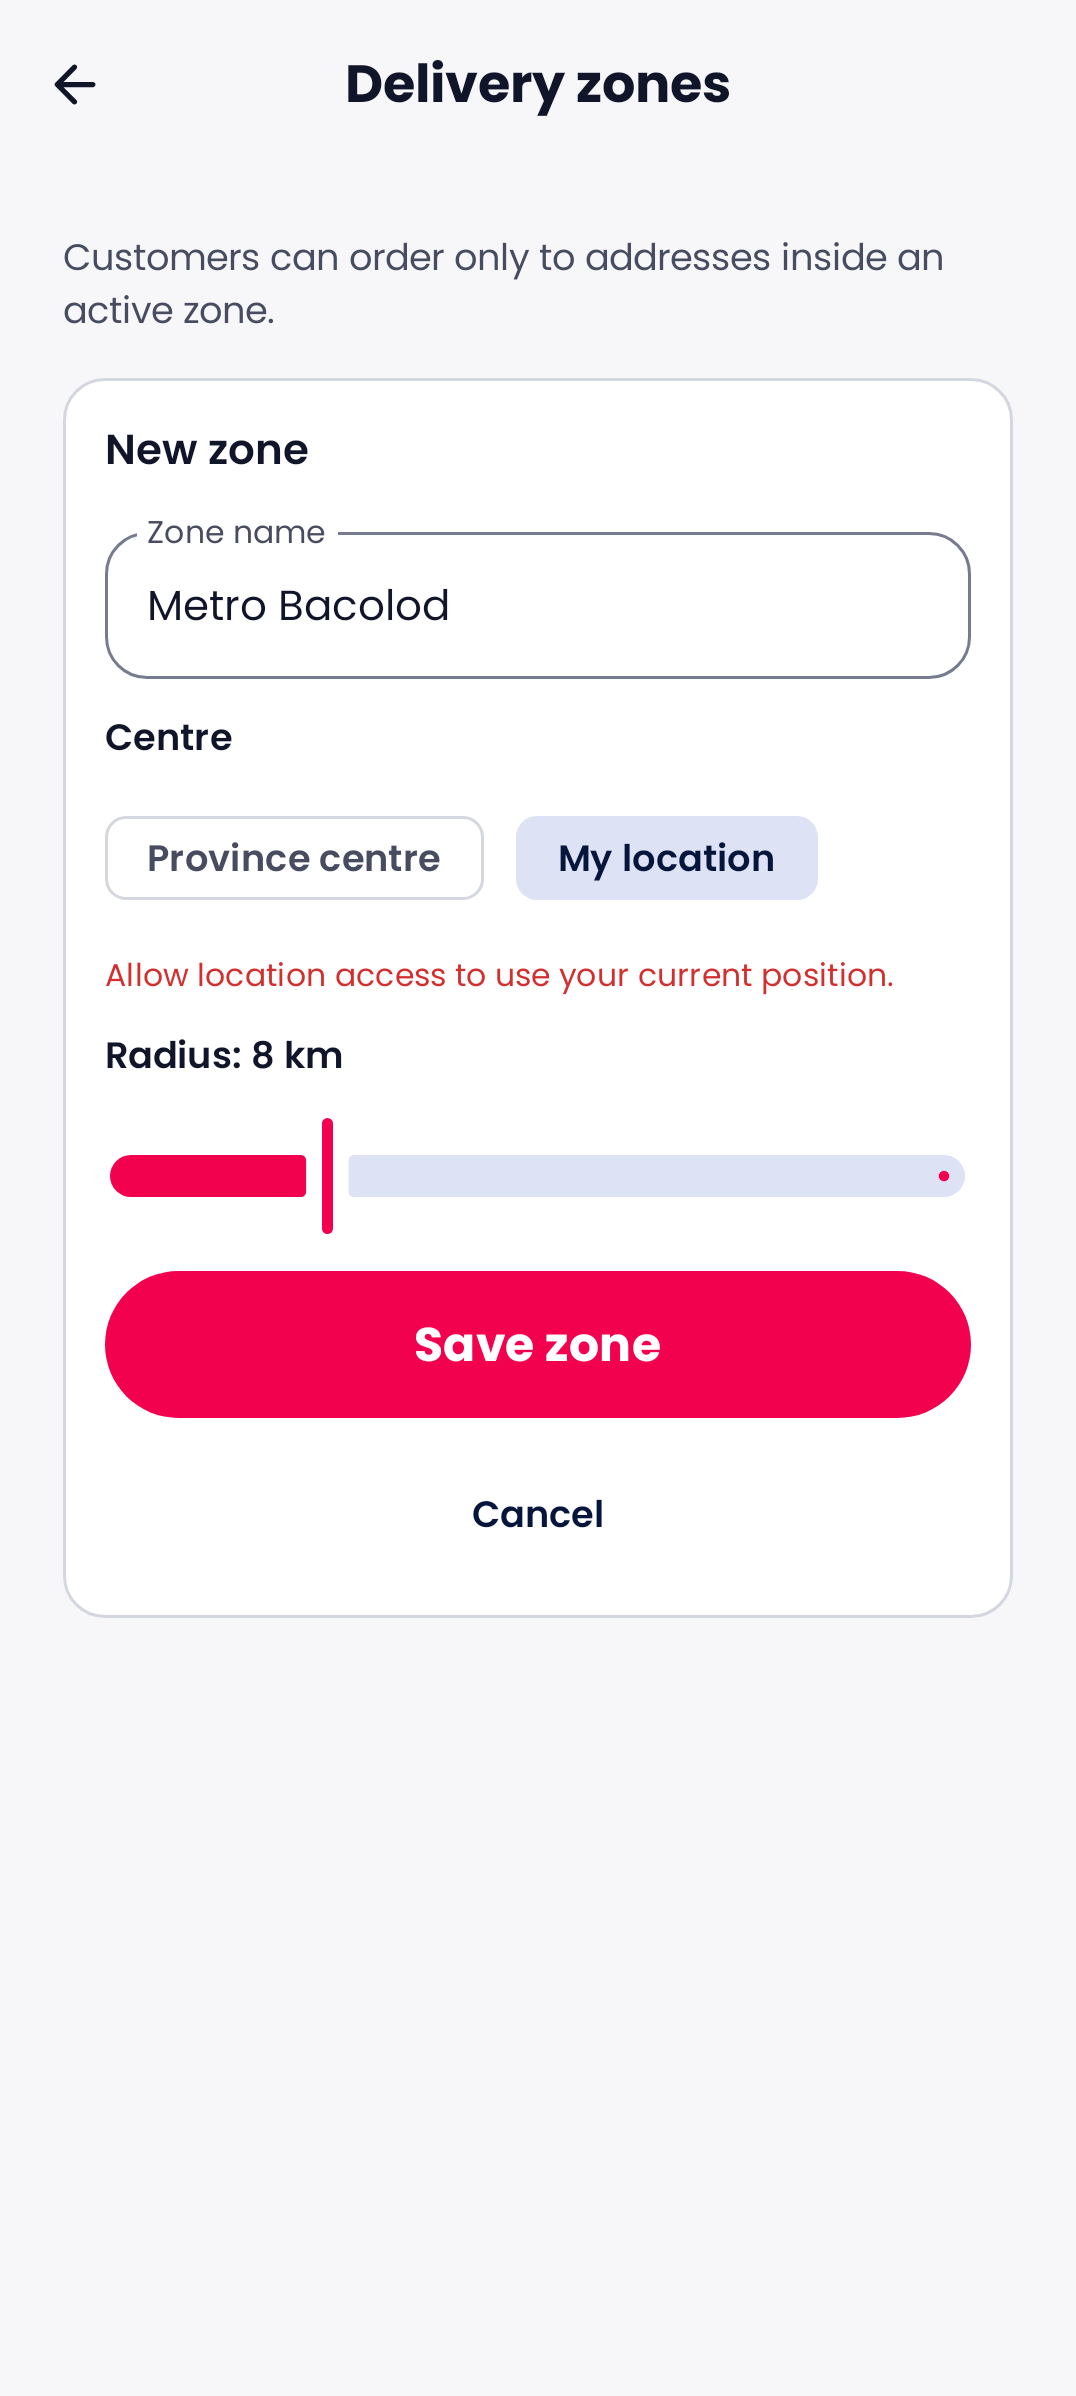 Delivery zones
Customers can order only to addresses inside an
active zone.
New zone
Zone name
Metro Bacolod
Centre
Province centre
My location
Allow location access to use your current position.
Radius: 8 km
Save zone
Cancel